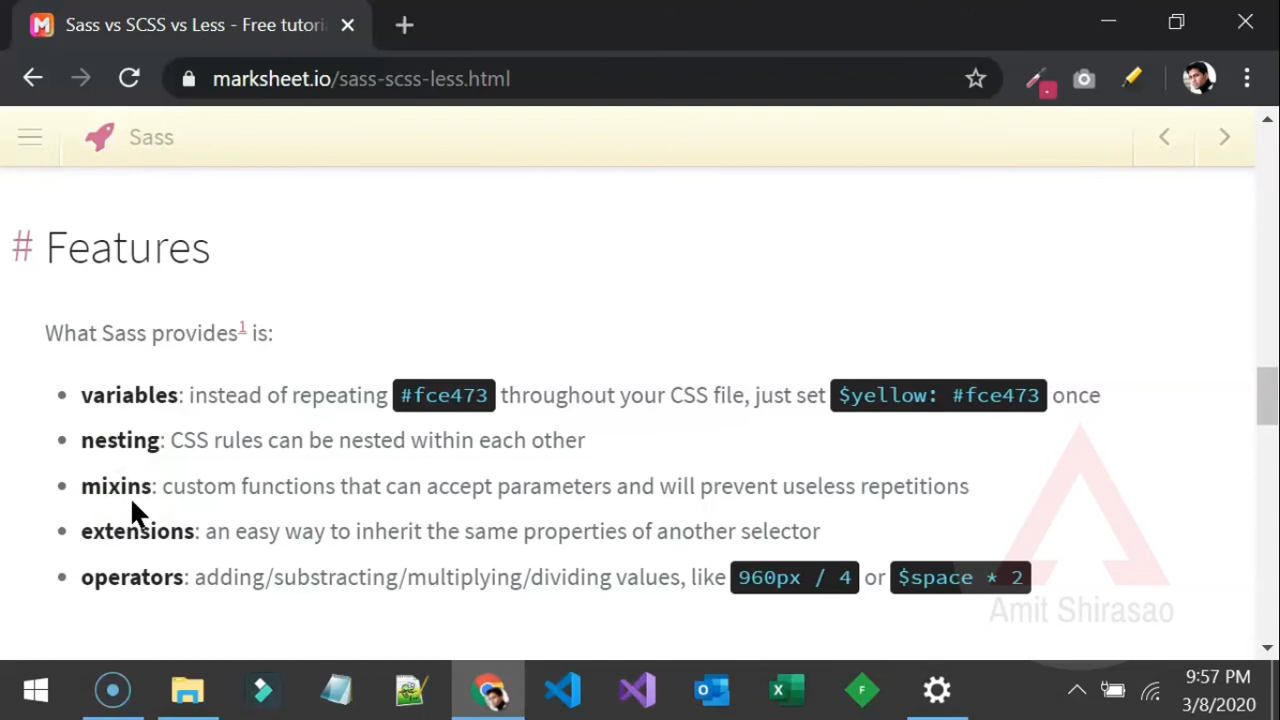 Sass vs SCSS vs Less - Free tutori
marksheet.io/sass-scss-less.html
Sass
# Features
What Sass provides1 is:
• variables: instead of repeating #fce473 throughout your CSS file, just set $yellow: #fce473 once
• nesting: CSS rules can be nested within each other
• mixins: custom functions that can accept parameters and will prevent useless repetitions
• extensions: an easy way to inherit the same properties of another selector
• operators: adding/substracting/multiplying/dividing values, like 960px / 4 or $space * 2
Amit Shirasao
9:57 PM
3/8/2020